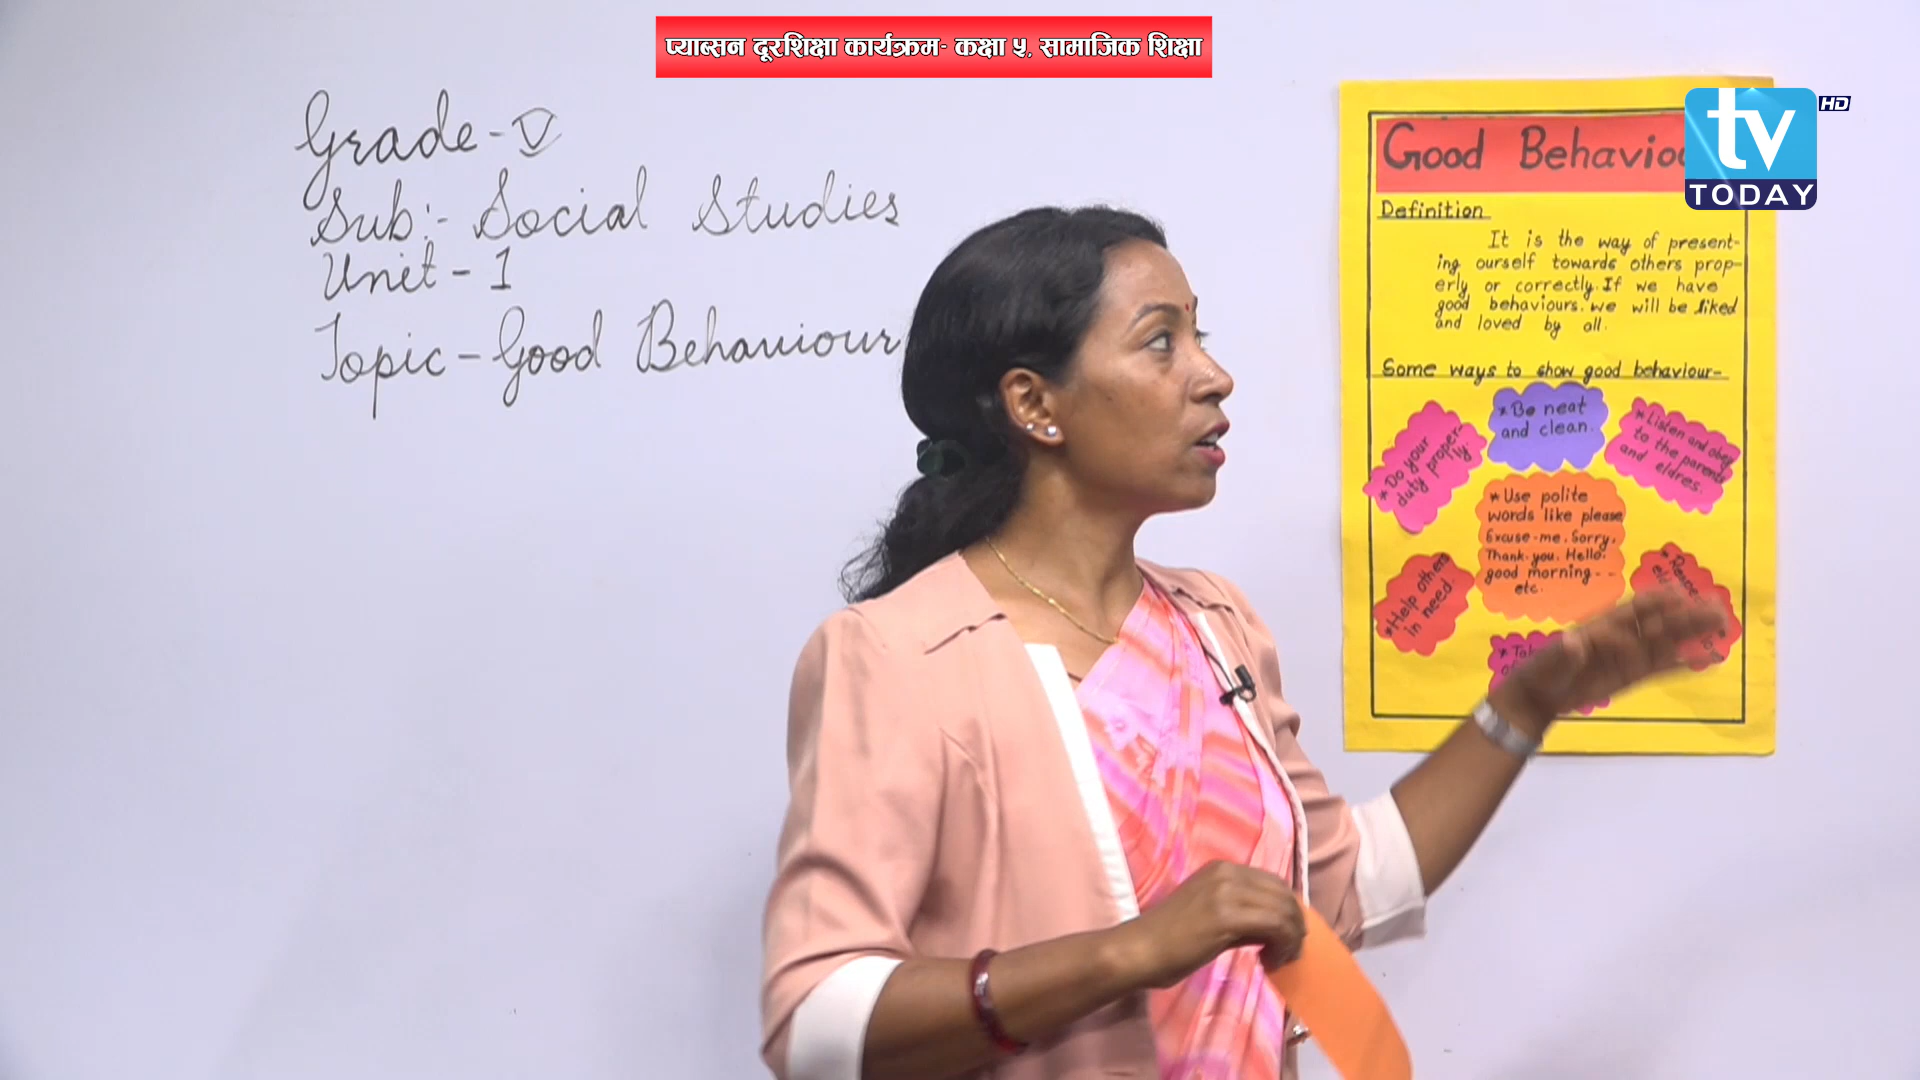 प्याब्सन दूरशिक्षा कार्यक्रम- कक्षा ५, सामाजिक शिक्षा
Grade-V
Sub:- Social Studies
Unit-1
Topic-Good Behaviour
tv
HD
TODAY
Good
Definition
It is the way of present-
ing ourself towards others prop-
erly or correctly. If we have
good behaviours. we will be liked
and loved by all.
Some ways to show good behaviour-
* Do your
duty proper-
ly.
* Be neat
and clean.
* Listen and obey
to the parents
and eldres.
* Use polite
words like please,
Excuse-me. Sorry,
Thank-you. Hello.
good morning--
etc.
* Help others
in need.